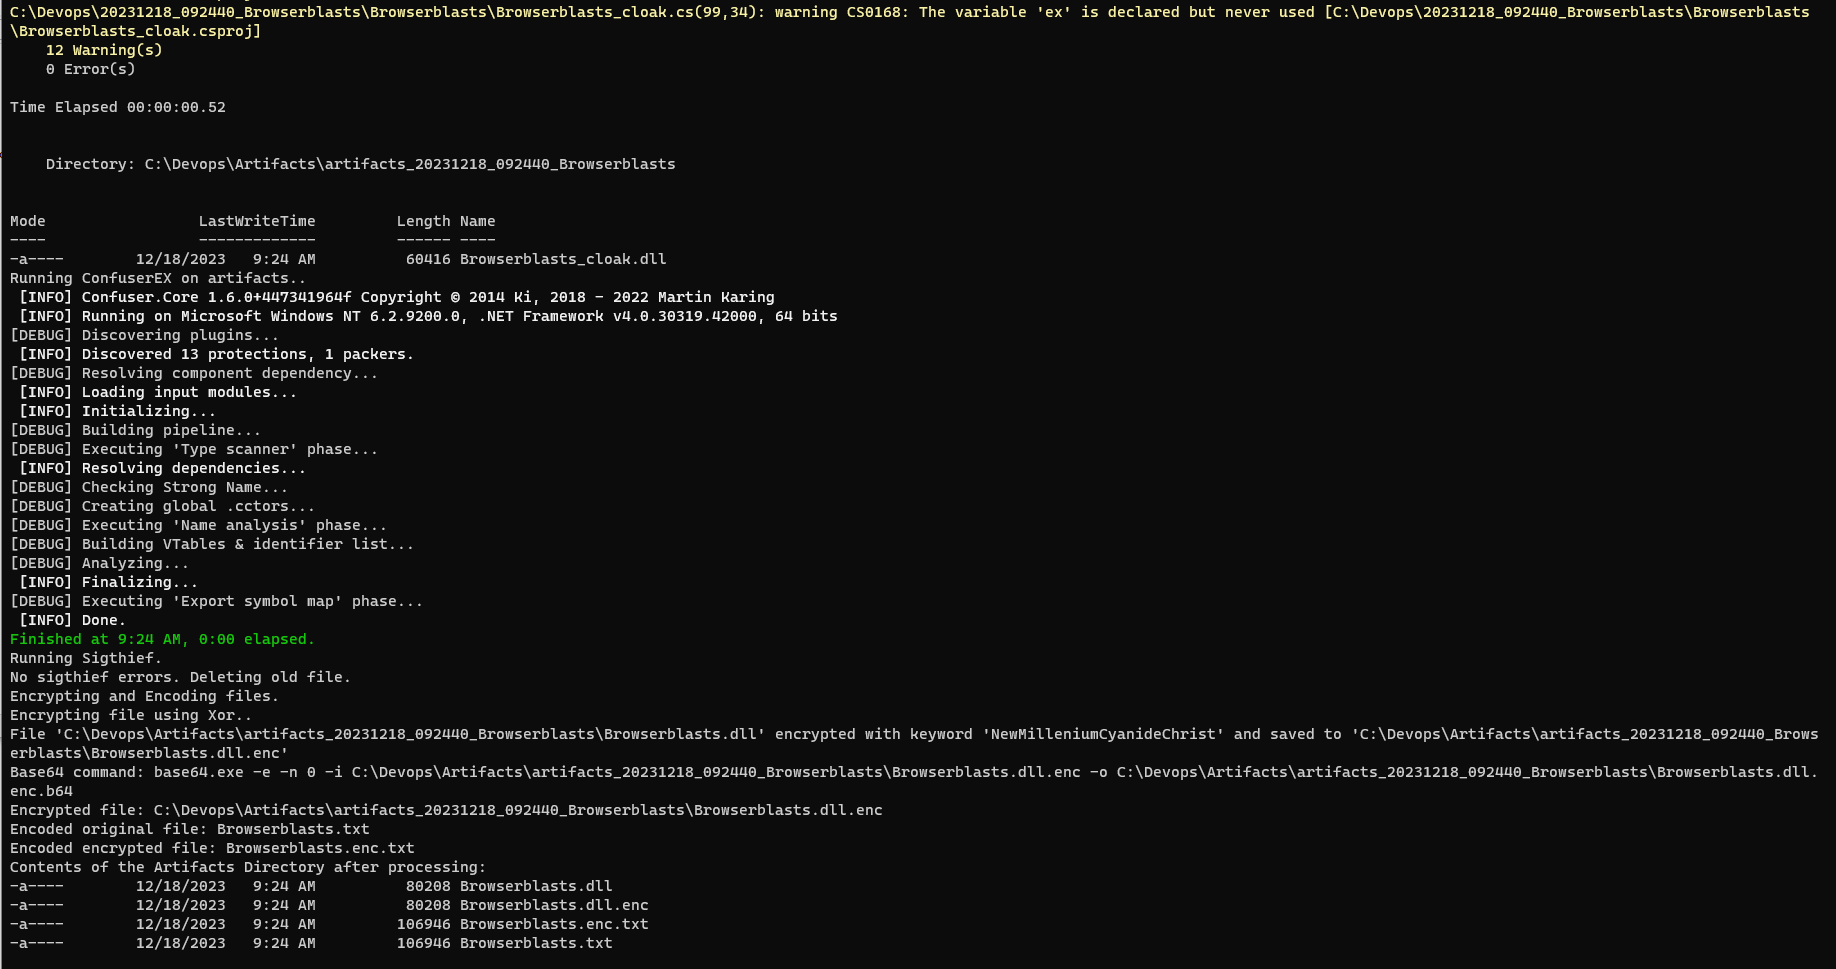 C:\Devops\20231218_092440_Browserblasts\Browserblasts\Browserblasts_cloak.cs(99,34): warning CS0168: The variable 'ex' is declared but never used [C:\Devops\20231218_092440_Browserblasts\Browserblasts
\Browserblasts_cloak.csproj]
12 Warning(s)
0 Error(s)
Time Elapsed 00:00:00.52
Directory: C:\Devops\Artifacts\artifacts_20231218_092440_Browserblasts
Mode LastWriteTime Length Name
---- ------------- ------ ----
-a---- 12/18/2023 9:24 AM 60416 Browserblasts_cloak.dll
Running ConfuserEX on artifacts..
[INFO] Confuser.Core 1.6.0+447341964f Copyright © 2014 Ki, 2018 - 2022 Martin Karing
[INFO] Running on Microsoft Windows NT 6.2.9200.0, .NET Framework v4.0.30319.42000, 64 bits
[DEBUG] Discovering plugins...
[INFO] Discovered 13 protections, 1 packers.
[DEBUG] Resolving component dependency...
[INFO] Loading input modules...
[INFO] Initializing...
[DEBUG] Building pipeline...
[DEBUG] Executing 'Type scanner' phase...
[INFO] Resolving dependencies...
[DEBUG] Checking Strong Name...
[DEBUG] Creating global .cctors...
[DEBUG] Executing 'Name analysis' phase...
[DEBUG] Building VTables & identifier list...
[DEBUG] Analyzing...
[INFO] Finalizing...
[DEBUG] Executing 'Export symbol map' phase...
[INFO] Done.
Finished at 9:24 AM, 0:00 elapsed.
Running Sigthief.
No sigthief errors. Deleting old file.
Encrypting and Encoding files.
Encrypting file using Xor..
File 'C:\Devops\Artifacts\artifacts_20231218_092440_Browserblasts\Browserblasts.dll' encrypted with keyword 'NewMilleniumCyanideChrist' and saved to 'C:\Devops\Artifacts\artifacts_20231218_092440_Brows
erblasts\Browserblasts.dll.enc'
Base64 command: base64.exe -e -n 0 -i C:\Devops\Artifacts\artifacts_20231218_092440_Browserblasts\Browserblasts.dll.enc -o C:\Devops\Artifacts\artifacts_20231218_092440_Browserblasts\Browserblasts.dll.
enc.b64
Encrypted file: C:\Devops\Artifacts\artifacts_20231218_092440_Browserblasts\Browserblasts.dll.enc
Encoded original file: Browserblasts.txt
Encoded encrypted file: Browserblasts.enc.txt
Contents of the Artifacts Directory after processing:
-a---- 12/18/2023 9:24 AM 80208 Browserblasts.dll
-a---- 12/18/2023 9:24 AM 80208 Browserblasts.dll.enc
-a---- 12/18/2023 9:24 AM 106946 Browserblasts.enc.txt
-a---- 12/18/2023 9:24 AM 106946 Browserblasts.txt